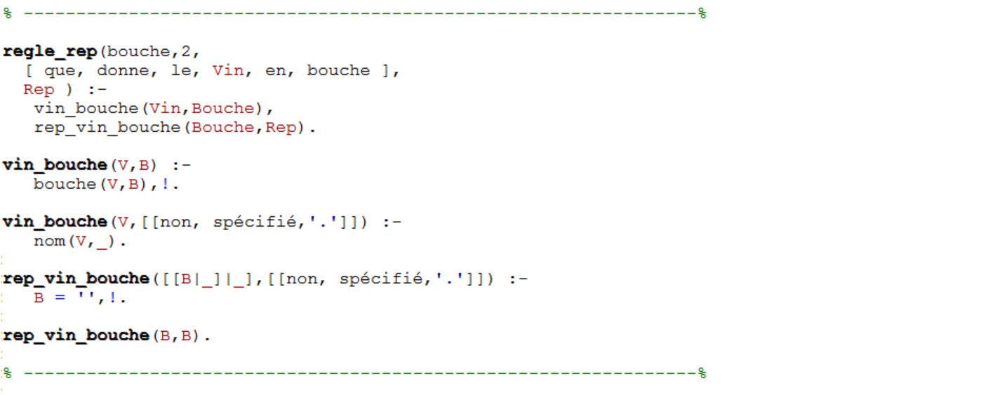 % ----------------------------------------------------------------%
regle_rep(bouche,2,
  [ que, donne, le, Vin, en, bouche ],
  Rep ) :-
   vin_bouche(Vin,Bouche),
   rep_vin_bouche(Bouche,Rep).
vin_bouche(V,B) :-
   bouche(V,B),!.
vin_bouche(V,[[non, spécifié,'.']]) :-
   nom(V,_).
rep_vin_bouche([[B|_]|_],[[non, spécifié,'.']]) :-
   B = '',!.
rep_vin_bouche(B,B).
% ----------------------------------------------------------------%